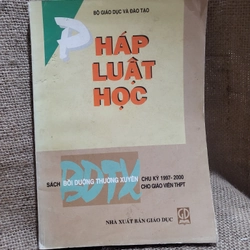 BỘ GIÁO DỤC VÀ ĐÀO TẠO
PHÁP
LUẬT
HỌC
BDTX
SÁCH BỒI DƯỠNG THƯỜNG XUYÊN CHU KỲ 1997-2000
CHO GIÁO VIÊN THPT
NHÀ XUẤT BẢN GIÁO DỤC